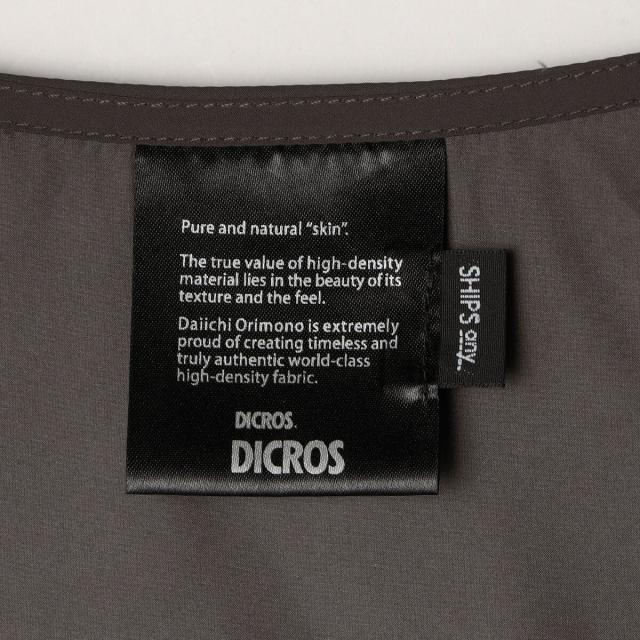 Pure and natural “skin”.
The true value of high-density
material lies in the beauty of its
texture and the feel.
Daiichi Orimono is extremely
proud of creating timeless and
truly authentic world-class
high-density fabric.
DICROS.
DICROS
SHIPS any.